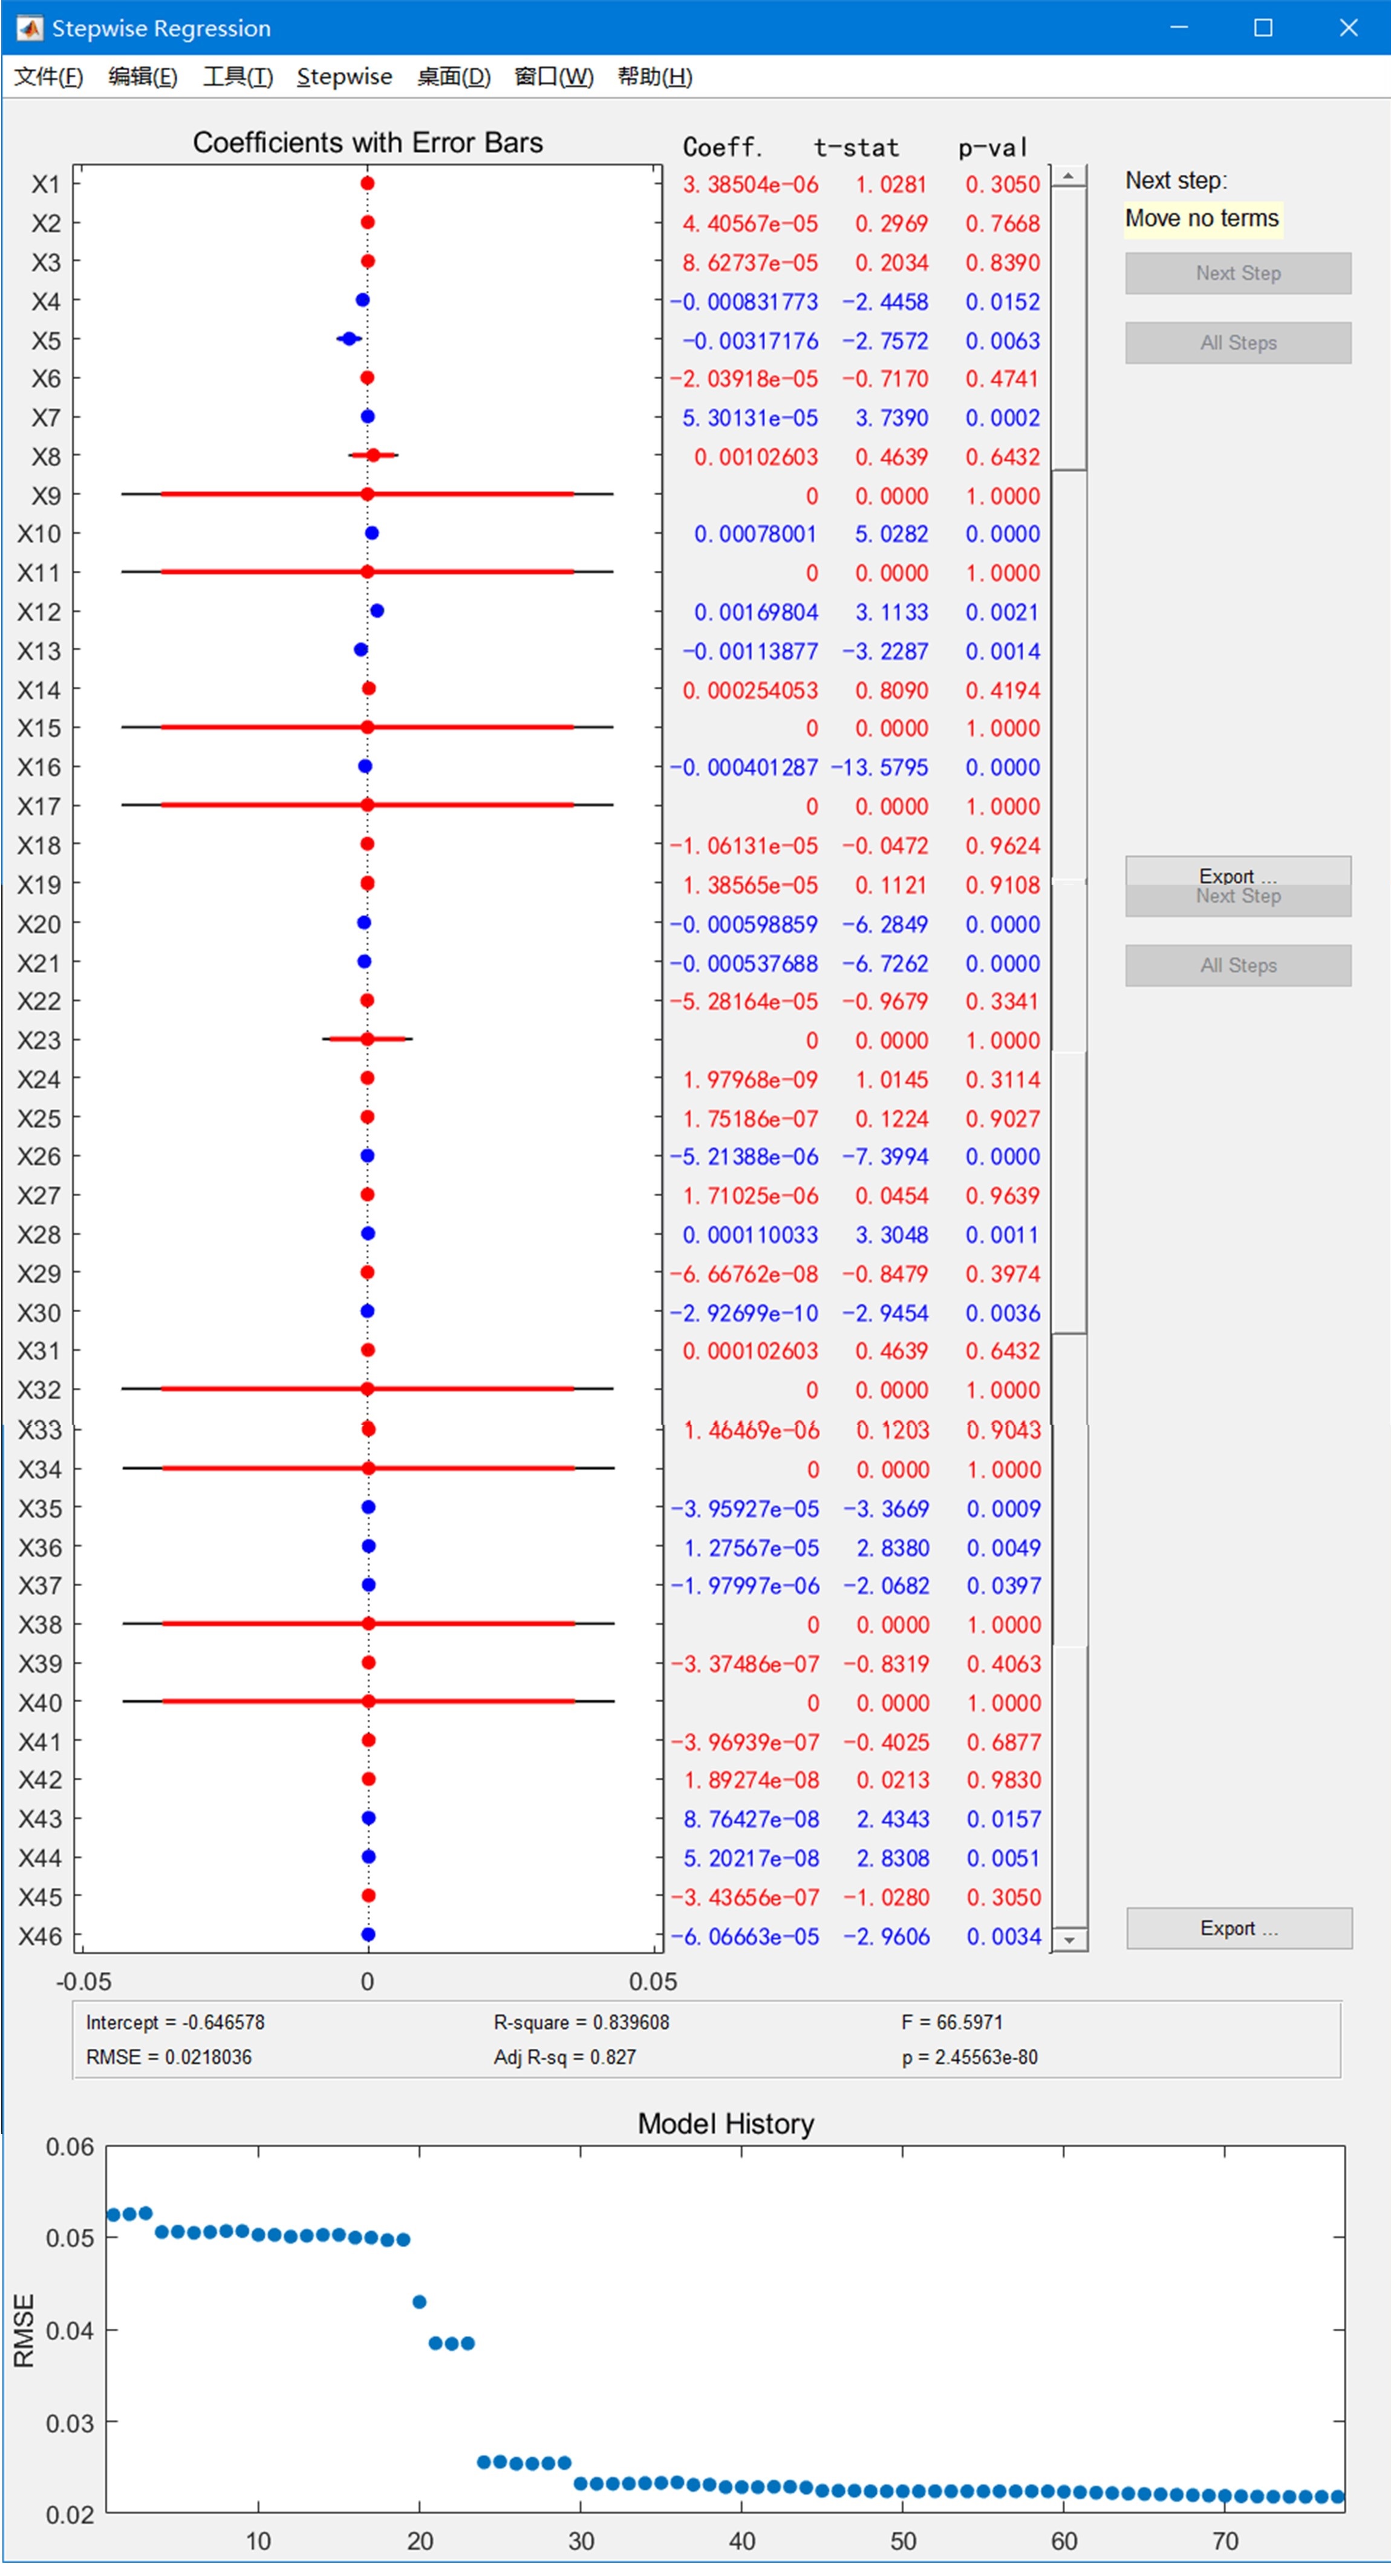 Stepwise Regression
文件(F) 编辑(E) 工具(T) Stepwise 桌面(D) 窗口(W) 帮助(H)
Coefficients with Error Bars Coeff. t-stat p-val
Next step:
Move no terms
Next Step
All Steps
X1 3.38504e-06 1.0281 0.3050
X2 4.40567e-05 0.2969 0.7668
X3 8.62737e-05 0.2034 0.8390
X4 -0.000831773 -2.4458 0.0152
X5 -0.00317176 -2.7572 0.0063
X6 -2.03918e-05 -0.7170 0.4741
X7 5.30131e-05 3.7390 0.0002
X8 0.00102603 0.4639 0.6432
X9 0 0.0000 1.0000
X10 0.00078001 5.0282 0.0000
X11 0 0.0000 1.0000
X12 0.00169804 3.1133 0.0021
X13 -0.00113877 -3.2287 0.0014
X14 0.000254053 0.8090 0.4194
X15 0 0.0000 1.0000
X16 -0.000401287 -13.5795 0.0000
X17 0 0.0000 1.0000
X18 -1.06131e-05 -0.0472 0.9624
X19 1.38565e-05 0.1121 0.9108
X20 -0.000598859 -6.2849 0.0000
X21 -0.000537688 -6.7262 0.0000
X22 -5.28164e-05 -0.9679 0.3341
X23 0 0.0000 1.0000
X24 1.97968e-09 1.0145 0.3114
X25 1.75186e-07 0.1224 0.9027
X26 -5.21388e-06 -7.3994 0.0000
X27 1.71025e-06 0.0454 0.9639
X28 0.000110033 3.3048 0.0011
X29 -6.66762e-08 -0.8479 0.3974
X30 -2.92699e-10 -2.9454 0.0036
X31 0.000102603 0.4639 0.6432
X32 0 0.0000 1.0000
X33 1.46469e-06 0.1203 0.9043
X34 0 0.0000 1.0000
X35 -3.95927e-05 -3.3669 0.0009
X36 1.27567e-05 2.8380 0.0049
X37 -1.97997e-06 -2.0682 0.0397
X38 0 0.0000 1.0000
X39 -3.37486e-07 -0.8319 0.4063
X40 0 0.0000 1.0000
X41 -3.96939e-07 -0.4025 0.6877
X42 1.89274e-08 0.0213 0.9830
X43 8.76427e-08 2.4343 0.0157
X44 5.20217e-08 2.8308 0.0051
X45 -3.43656e-07 -1.0280 0.3050
X46 -6.06663e-05 -2.9606 0.0034
Export ...
Next Step
All Steps
Export ...
-0.05 0 0.05
Intercept = -0.646578 R-square = 0.839608 F = 66.5971
RMSE = 0.0218036 Adj R-sq = 0.827 p = 2.45563e-80
Model History
RMSE
0.06
0.05
0.04
0.03
0.02
10 20 30 40 50 60 70